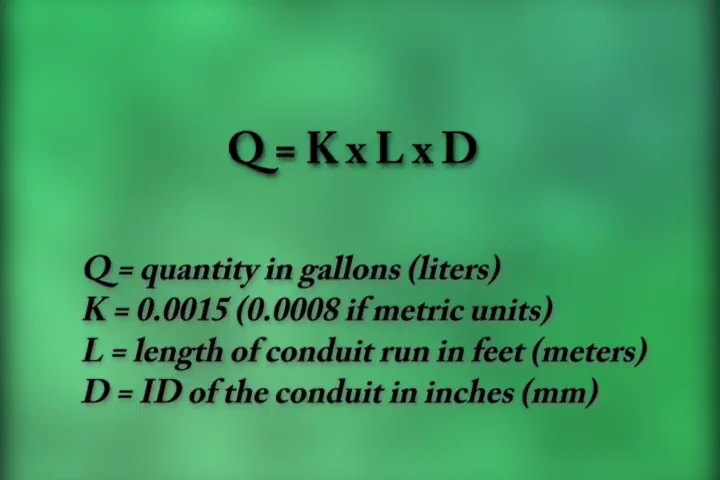 Q = K x L x D
Q = quantity in gallons (liters)
K = 0.0015 (0.0008 if metric units)
L = length of conduit run in feet (meters)
D = ID of the conduit in inches (mm)